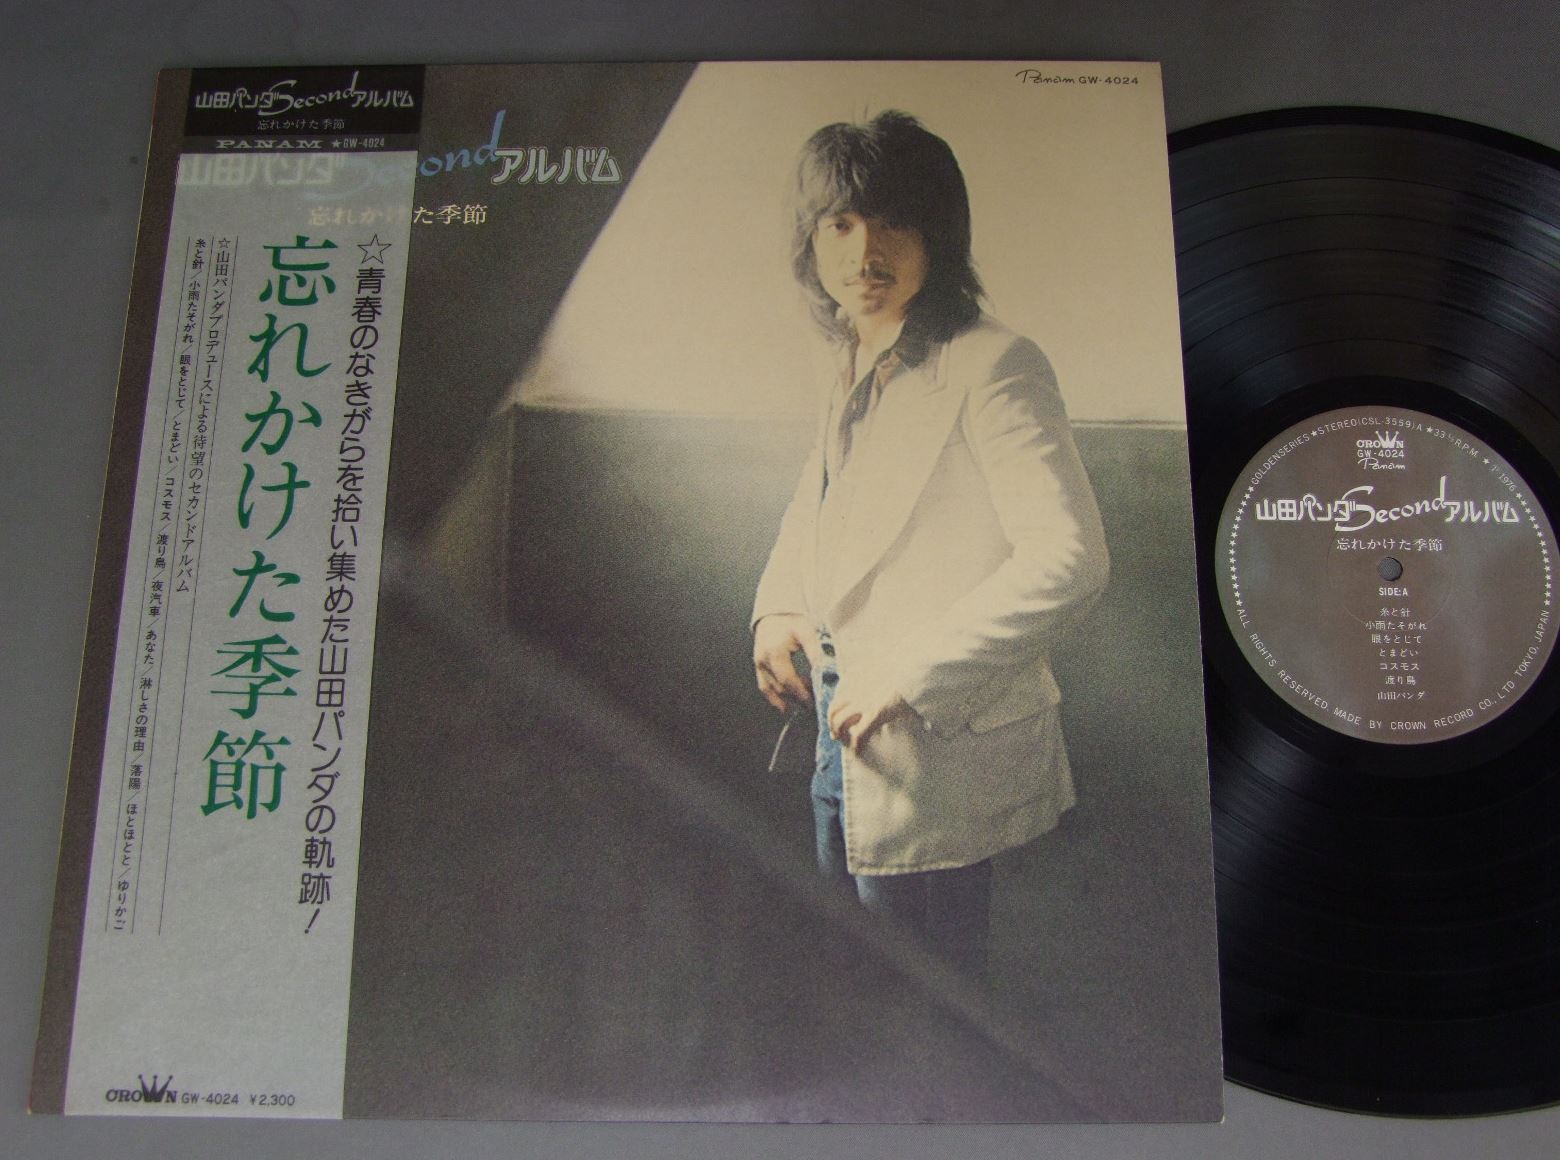 山田パンダSecondアルバム
忘れかけた季節
PANAM ★GW-4024
Panam GW-4024
山田パンダSecondアルバム
忘れかけた季節
☆青春のなきがらを拾い集めた山田パンダの軌跡!
忘れかけた季節
☆山田パンダプロデュースによる待望のセカンドアルバム
糸と針/小雨たそがれ/眼をとじて/とまどい/コスモス/渡り鳥/夜汽車/あなた/淋しさの理由/落陽/ほとほとと/ゆりかご
CROWN GW-4024 ¥2,300
★GOLDENSERIES★STEREO(CSL-3559)A★33⅓R.P.M.★Ⓟ1976★
CROWN
GW-4024
Panam
山田パンダSecondアルバム
忘れかけた季節
SIDE:A
糸と針
小雨たそがれ
眼をとじて
とまどい
コスモス
渡り鳥
山田パンダ
★ALL RIGHTS RESERVED MADE BY CROWN RECORD CO., LTD TOKYO, JAPAN